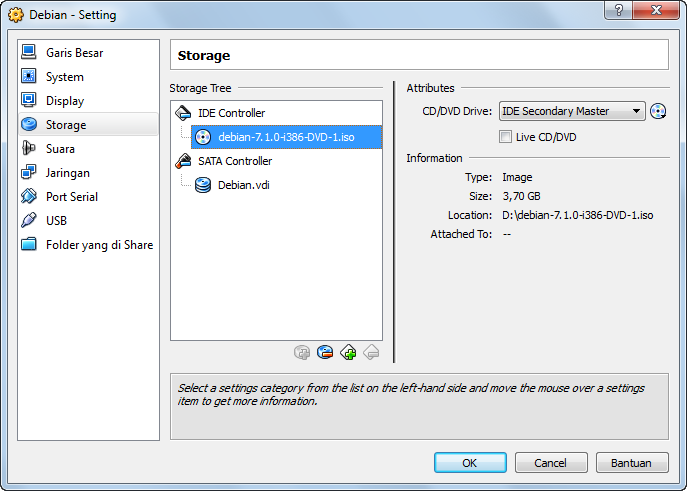 Debian - Setting
Garis Besar
System
Display
Storage
Suara
Jaringan
Port Serial
USB
Folder yang di Share
Storage
Storage Tree
IDE Controller
debian-7.1.0-i386-DVD-1.iso
SATA Controller
Debian.vdi
Attributes
CD/DVD Drive: IDE Secondary Master
Live CD/DVD
Information
Type: Image
Size: 3,70 GB
Location: D:\debian-7.1.0-i386-DVD-1.iso
Attached To: --
Select a settings category from the list on the left-hand side and move the mouse over a settings
item to get more information.
OK Cancel Bantuan